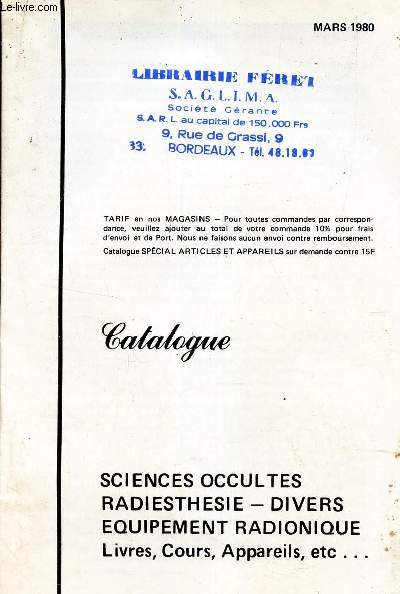 Le-livre.com
MARS 1980
LIBRAIRIE FÉRET
S.A.G.L.I.M.A.
Société Gérante
S.A.R.L. au capital de 150.000 Frs
9, Rue de Grassi, 9
33: BORDEAUX - Tél. 48.18.63
TARIF en nos MAGASINS – Pour toutes commandes par correspon-
dance, veuillez ajouter au total de votre commande 10% pour frais
d'envoi et de Port. Nous ne faisons aucun envoi contre remboursement.
Catalogue SPÉCIAL ARTICLES ET APPAREILS sur demande contre 15F
Catalogue
SCIENCES OCCULTES
RADIESTHESIE – DIVERS
EQUIPEMENT RADIONIQUE
Livres, Cours, Appareils, etc . . .